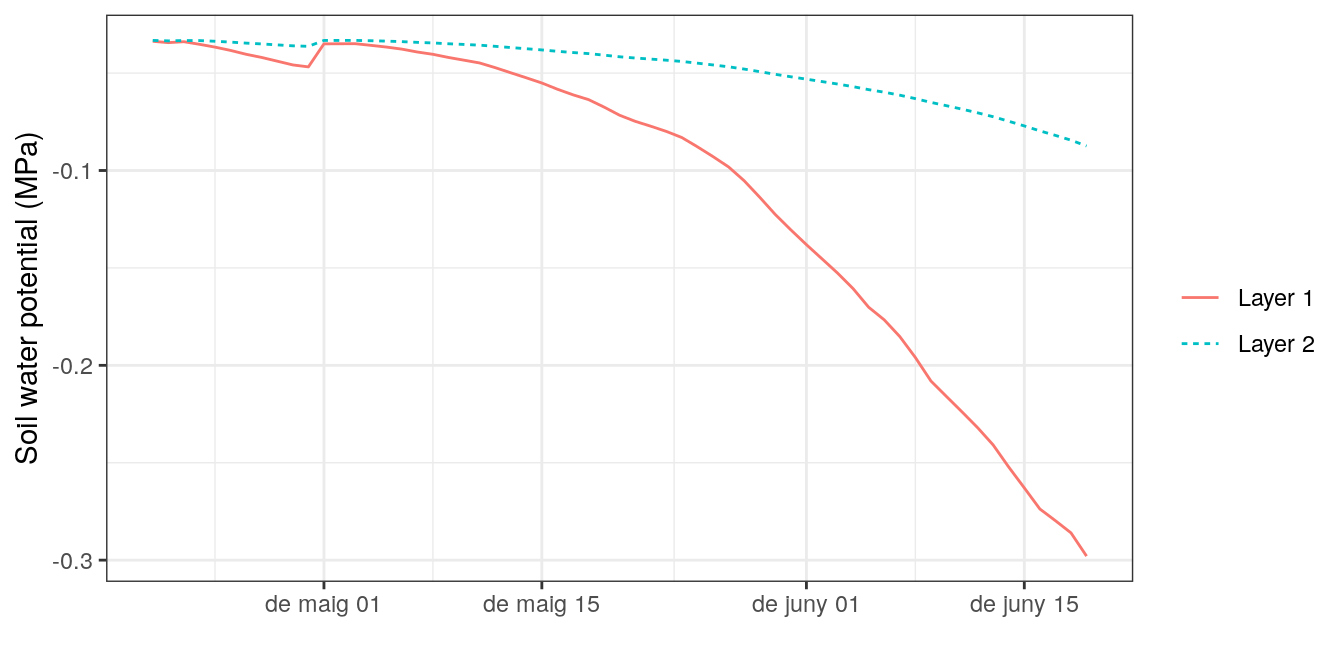 Soil water potential (MPa)
-0.1
-0.2
-0.3
de maig 01
de maig 15
de juny 01
de juny 15
Layer 1
Layer 2